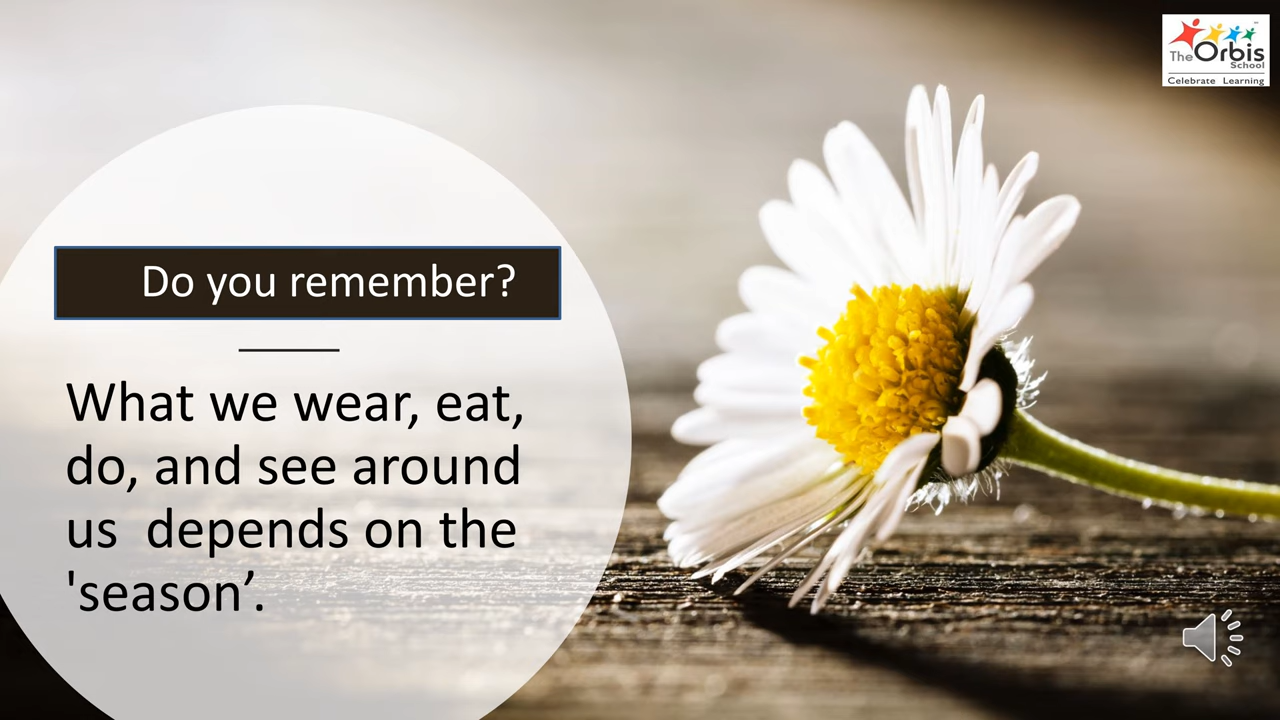 The Orbis
School
Celebrate Learning
Do you remember?
What we wear, eat,
do, and see around
us  depends on the
'season’.